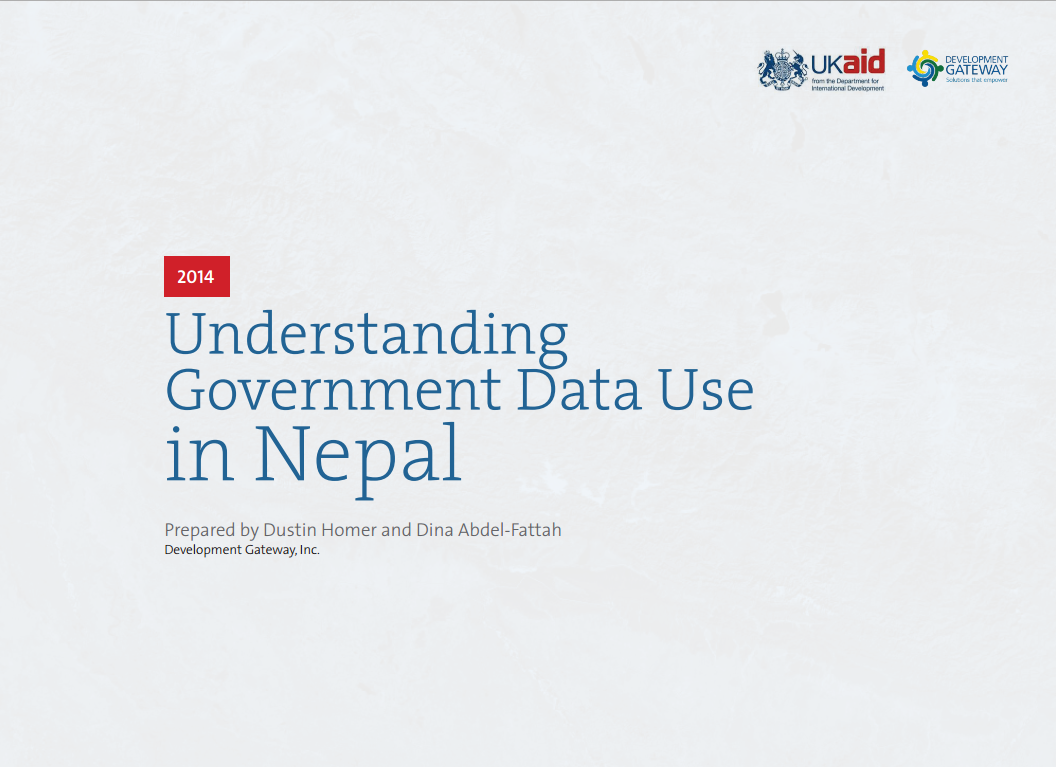 UKaid
from the Department for
International Development
DEVELOPMENT
GATEWAY
Solutions that empower
2014
Understanding
Government Data Use
in Nepal
Prepared by Dustin Homer and Dina Abdel-Fattah
Development Gateway, Inc.